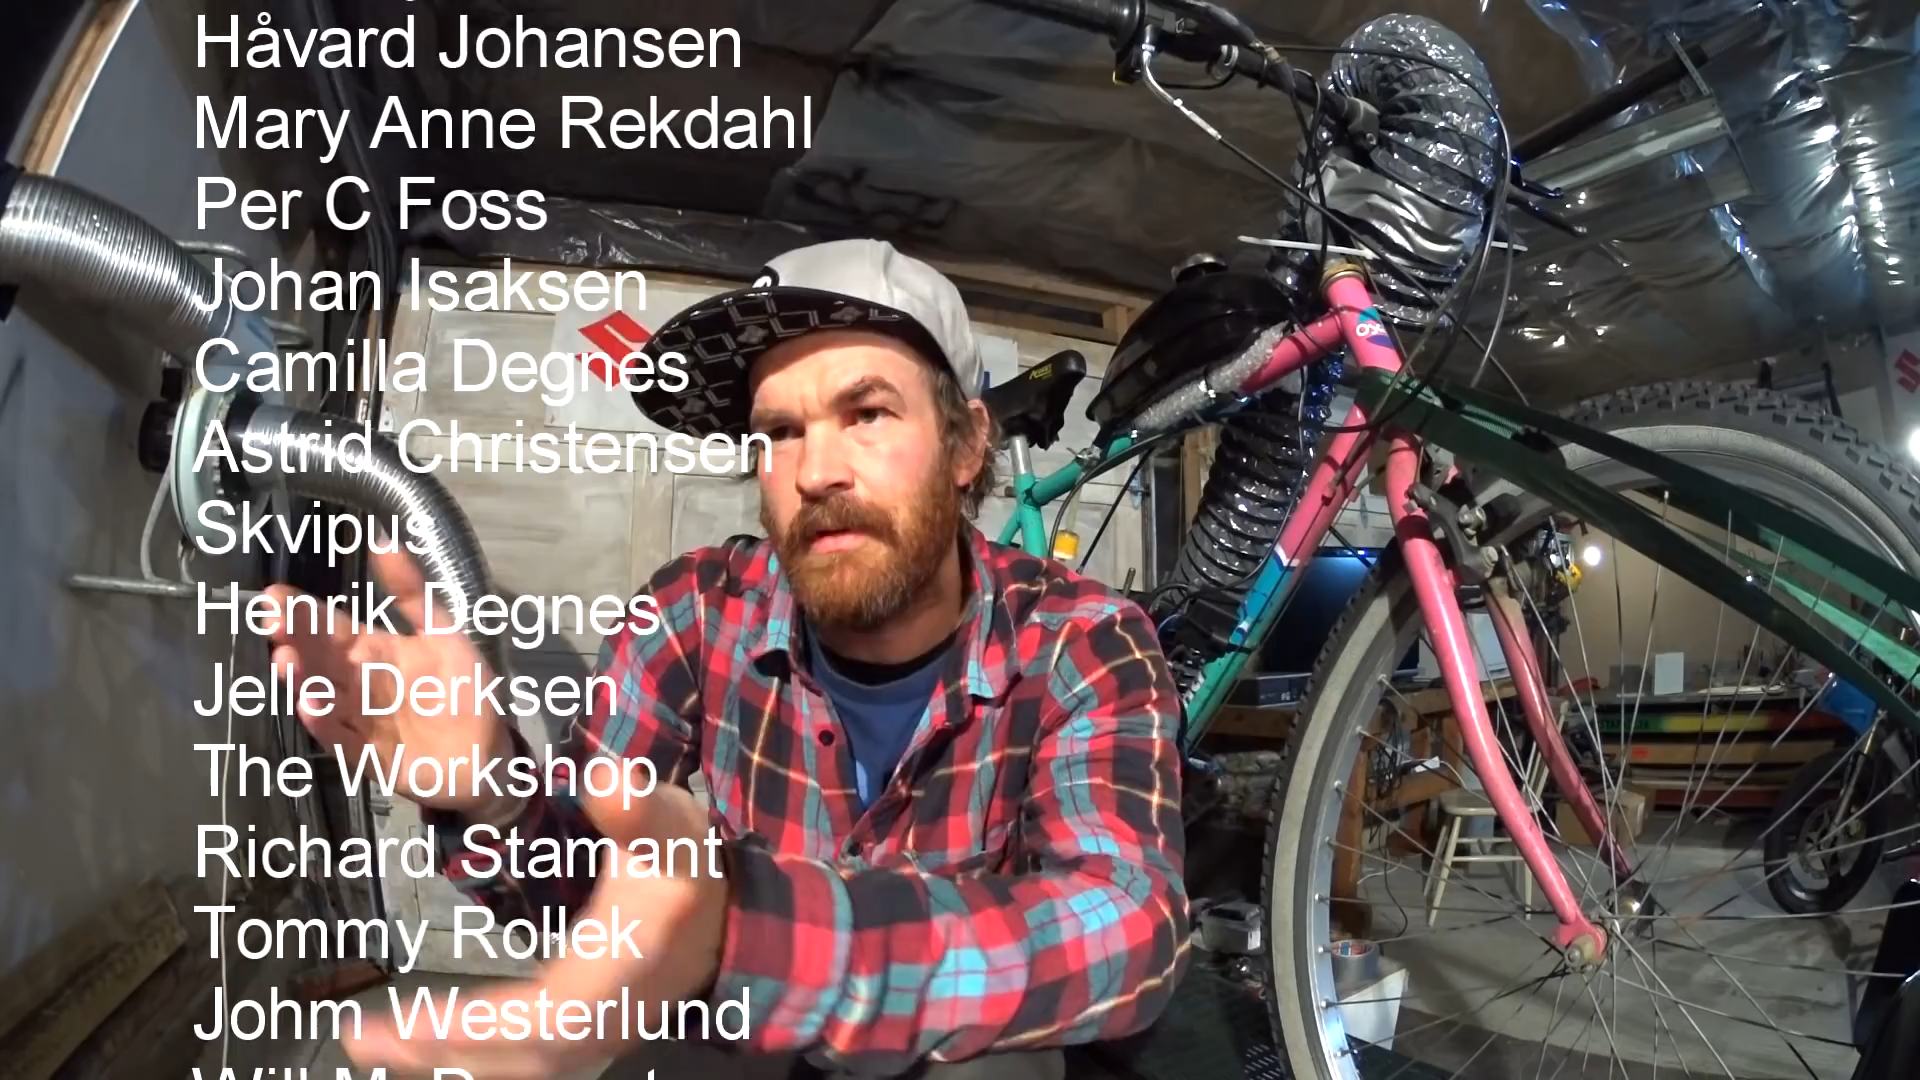 Håvard Johansen
Mary Anne Rekdahl
Per C Foss
Johan Isaksen
Camilla Degnes
Astrid Christensen
Skvipus
Henrik Degnes
Jelle Derksen
The Workshop
Richard Stamant
Tommy Rollek
Johm Westerlund